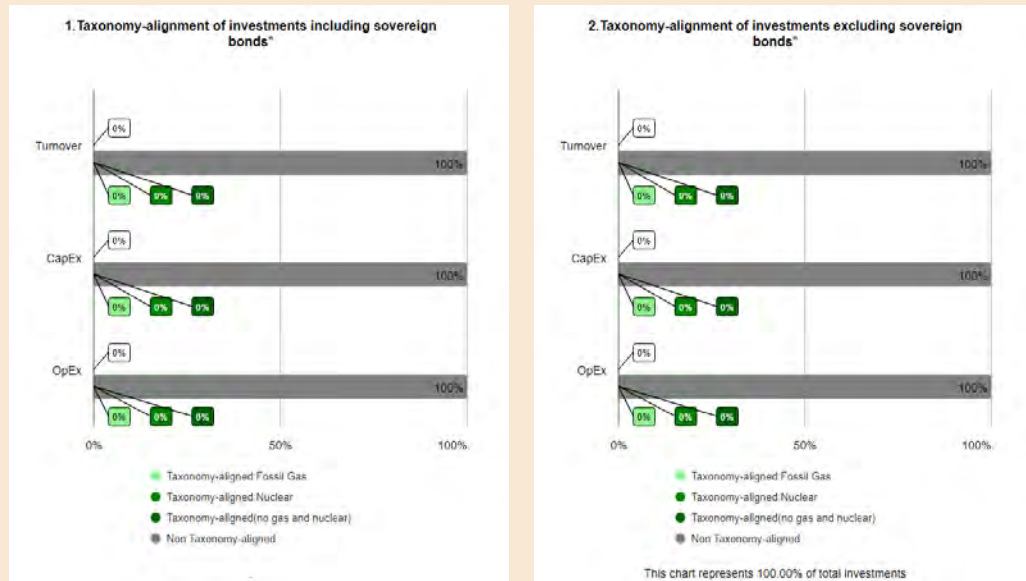 1. Taxonomy-alignment of investments including sovereign
bonds*
0%
Turnover
100%
0% 0% 0%
0%
CapEx
100%
0% 0% 0%
0%
OpEx
100%
0% 0% 0%
0% 50% 100%
Taxonomy-aligned Fossil Gas
Taxonomy-aligned Nuclear
Taxonomy-aligned(no gas and nuclear)
Non Taxonomy-aligned
2. Taxonomy-alignment of investments excluding sovereign
bonds*
0%
Turnover
100%
0% 0% 0%
0%
CapEx
100%
0% 0% 0%
0%
OpEx
100%
0% 0% 0%
0% 50% 100%
Taxonomy-aligned Fossil Gas
Taxonomy-aligned Nuclear
Taxonomy-aligned(no gas and nuclear)
Non Taxonomy-aligned
This chart represents 100.00% of total investments